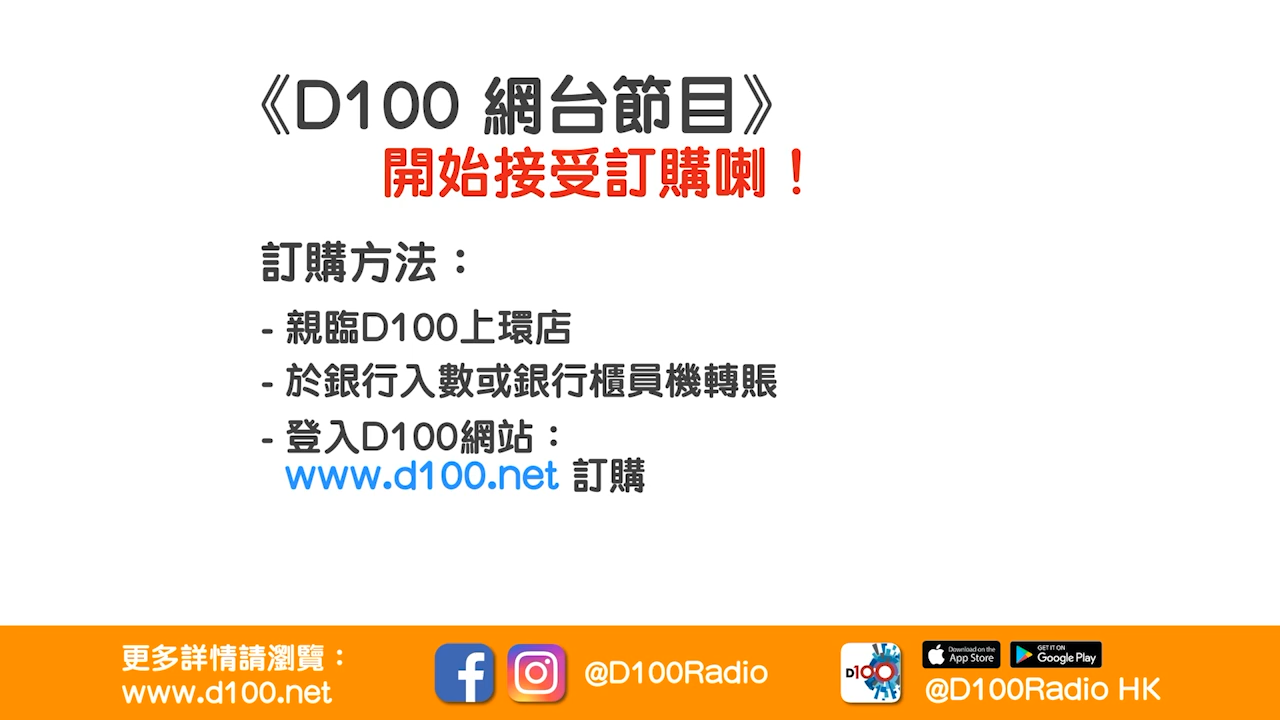 《D100 網台節目》
開始接受訂購喇！
訂購方法：
- 親臨D100上環店
- 於銀行入數或銀行櫃員機轉賬
- 登入D100網站：
www.d100.net 訂購
更多詳情請瀏覽：
www.d100.net
@D100Radio
D100
Download on the
App Store
GET IT ON
Google Play
@D100Radio HK